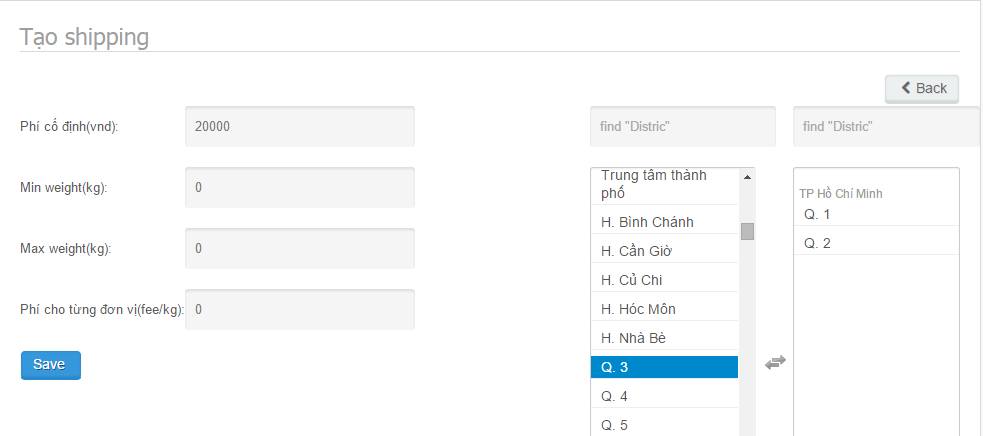 Tạo shipping
Back
Phí cố định(vnd):
20000
Min weight(kg):
0
Max weight(kg):
0
Phí cho từng đơn vị(fee/kg):
0
Save
find "Distric"
Trung tâm thành
phố
H. Bình Chánh
H. Cần Giờ
H. Củ Chi
H. Hóc Môn
H. Nhà Bè
Q. 3
Q. 4
Q. 5
find "Distric"
TP Hồ Chí Minh
Q. 1
Q. 2